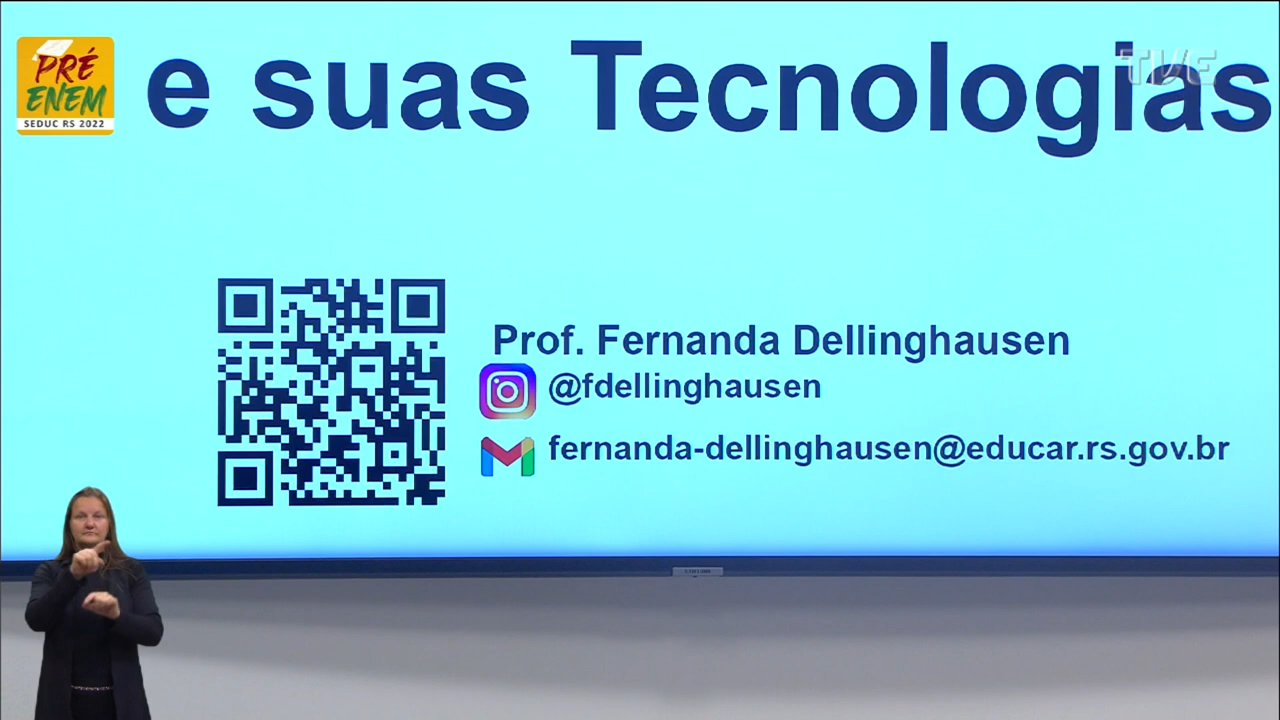 PRÉ
ENEM
SEDUC RS 2022
e suas Tecnologias
TVE
Prof. Fernanda Dellinghausen
@fdellinghausen
fernanda-dellinghausen@educar.rs.gov.br